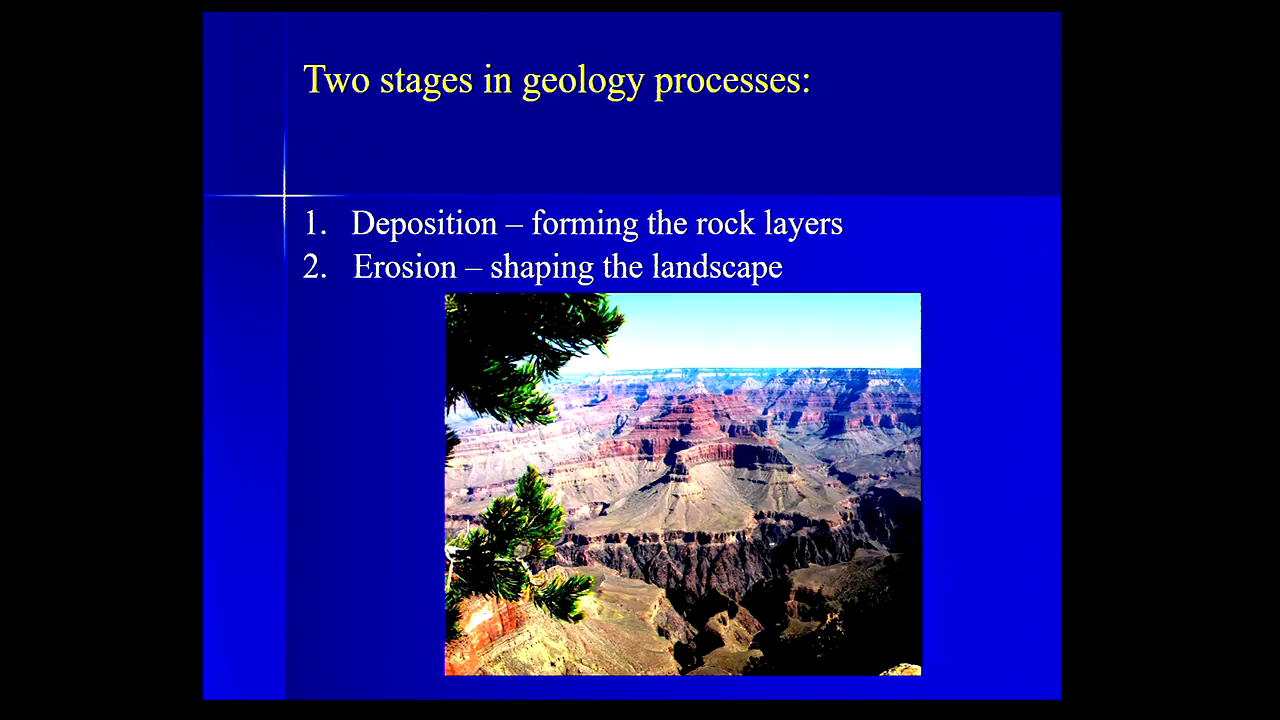 Two stages in geology processes:
1. Deposition – forming the rock layers
2. Erosion – shaping the landscape